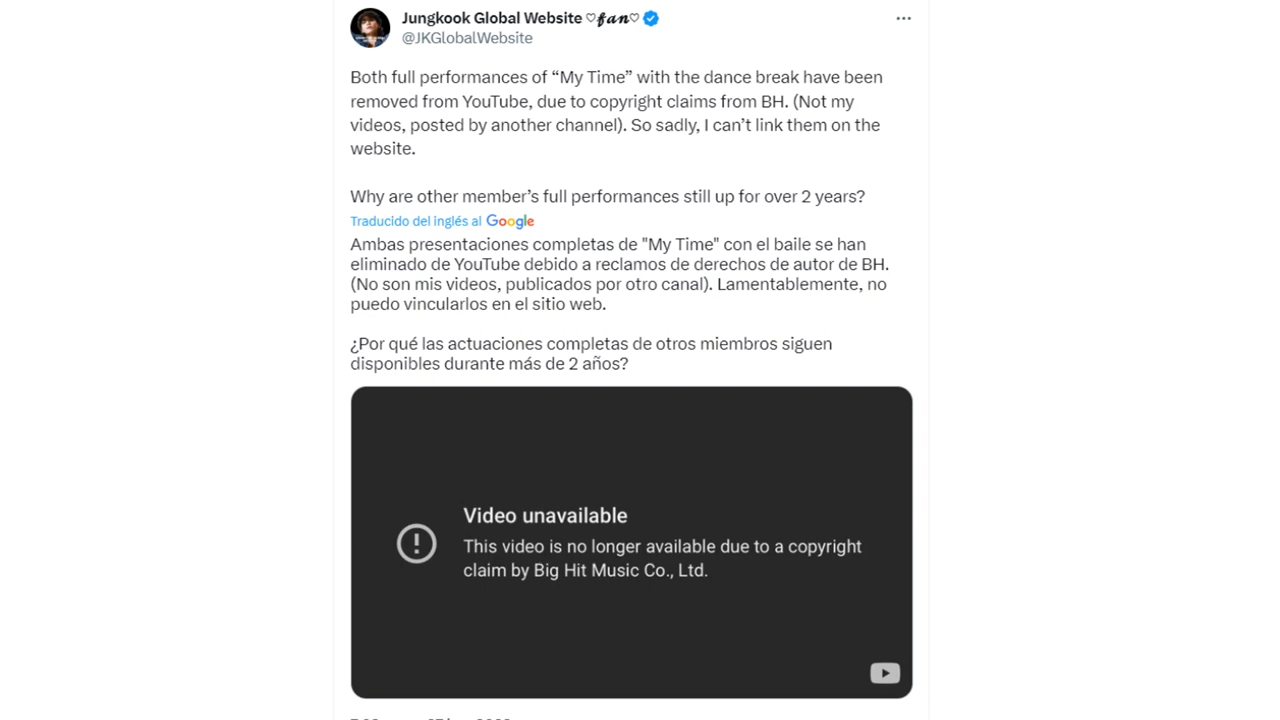 Jungkook Global Website ♡𝓯𝓪𝓷♡
@JKGlobalWebsite
Both full performances of “My Time” with the dance break have been
removed from YouTube, due to copyright claims from BH. (Not my
videos, posted by another channel). So sadly, I can’t link them on the
website.
Why are other member’s full performances still up for over 2 years?
Traducido del inglés al Google
Ambas presentaciones completas de "My Time" con el baile se han
eliminado de YouTube debido a reclamos de derechos de autor de BH.
(No son mis videos, publicados por otro canal). Lamentablemente, no
puedo vincularlos en el sitio web.
¿Por qué las actuaciones completas de otros miembros siguen
disponibles durante más de 2 años?
Video unavailable
This video is no longer available due to a copyright
claim by Big Hit Music Co., Ltd.